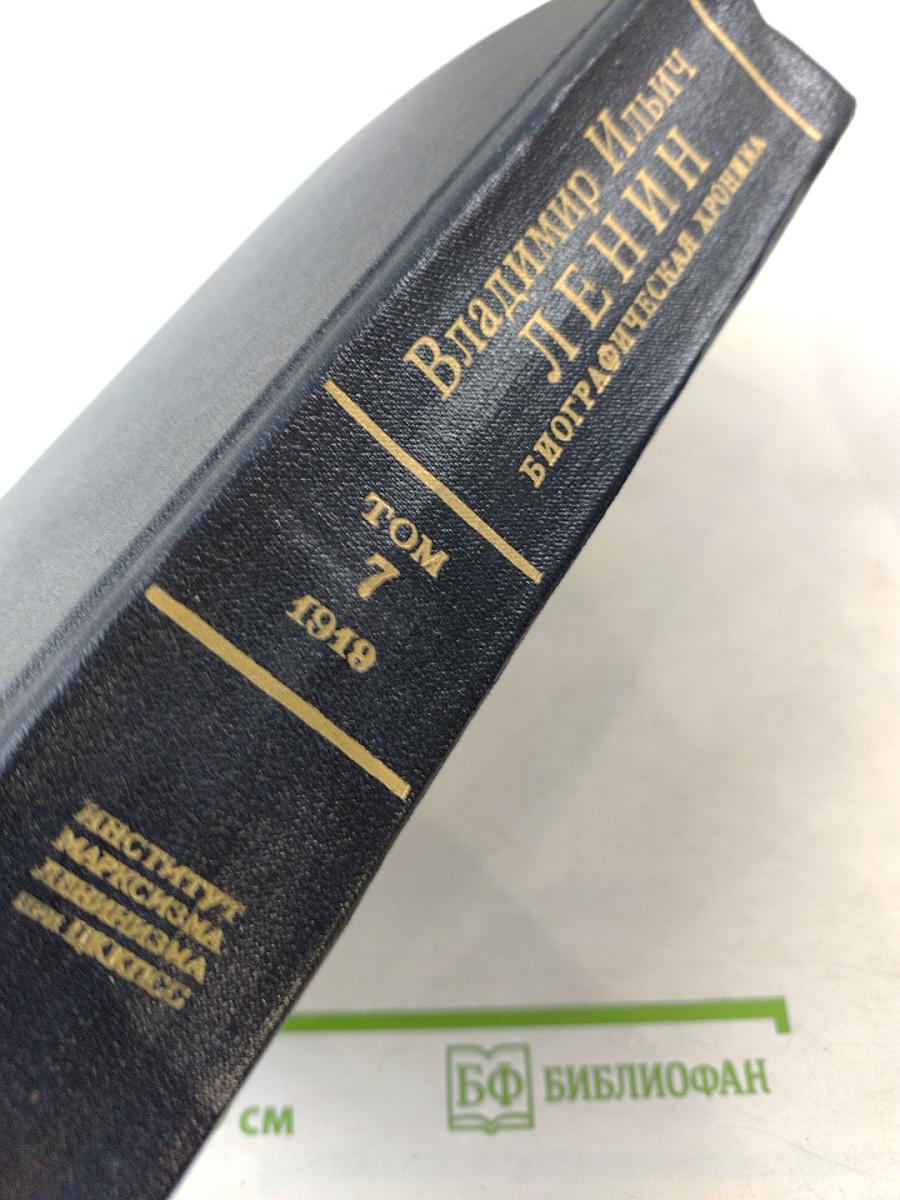 Владимир Ильич
ЛЕНИН
БИОГРАФИЧЕСКАЯ ХРОНИКА
ТОМ
7
1919
ИНСТИТУТ
МАРКСИЗМА
ЛЕНИНИЗМА
ПРИ ЦК КПСС
СМ
БФ БИБЛИОФАН